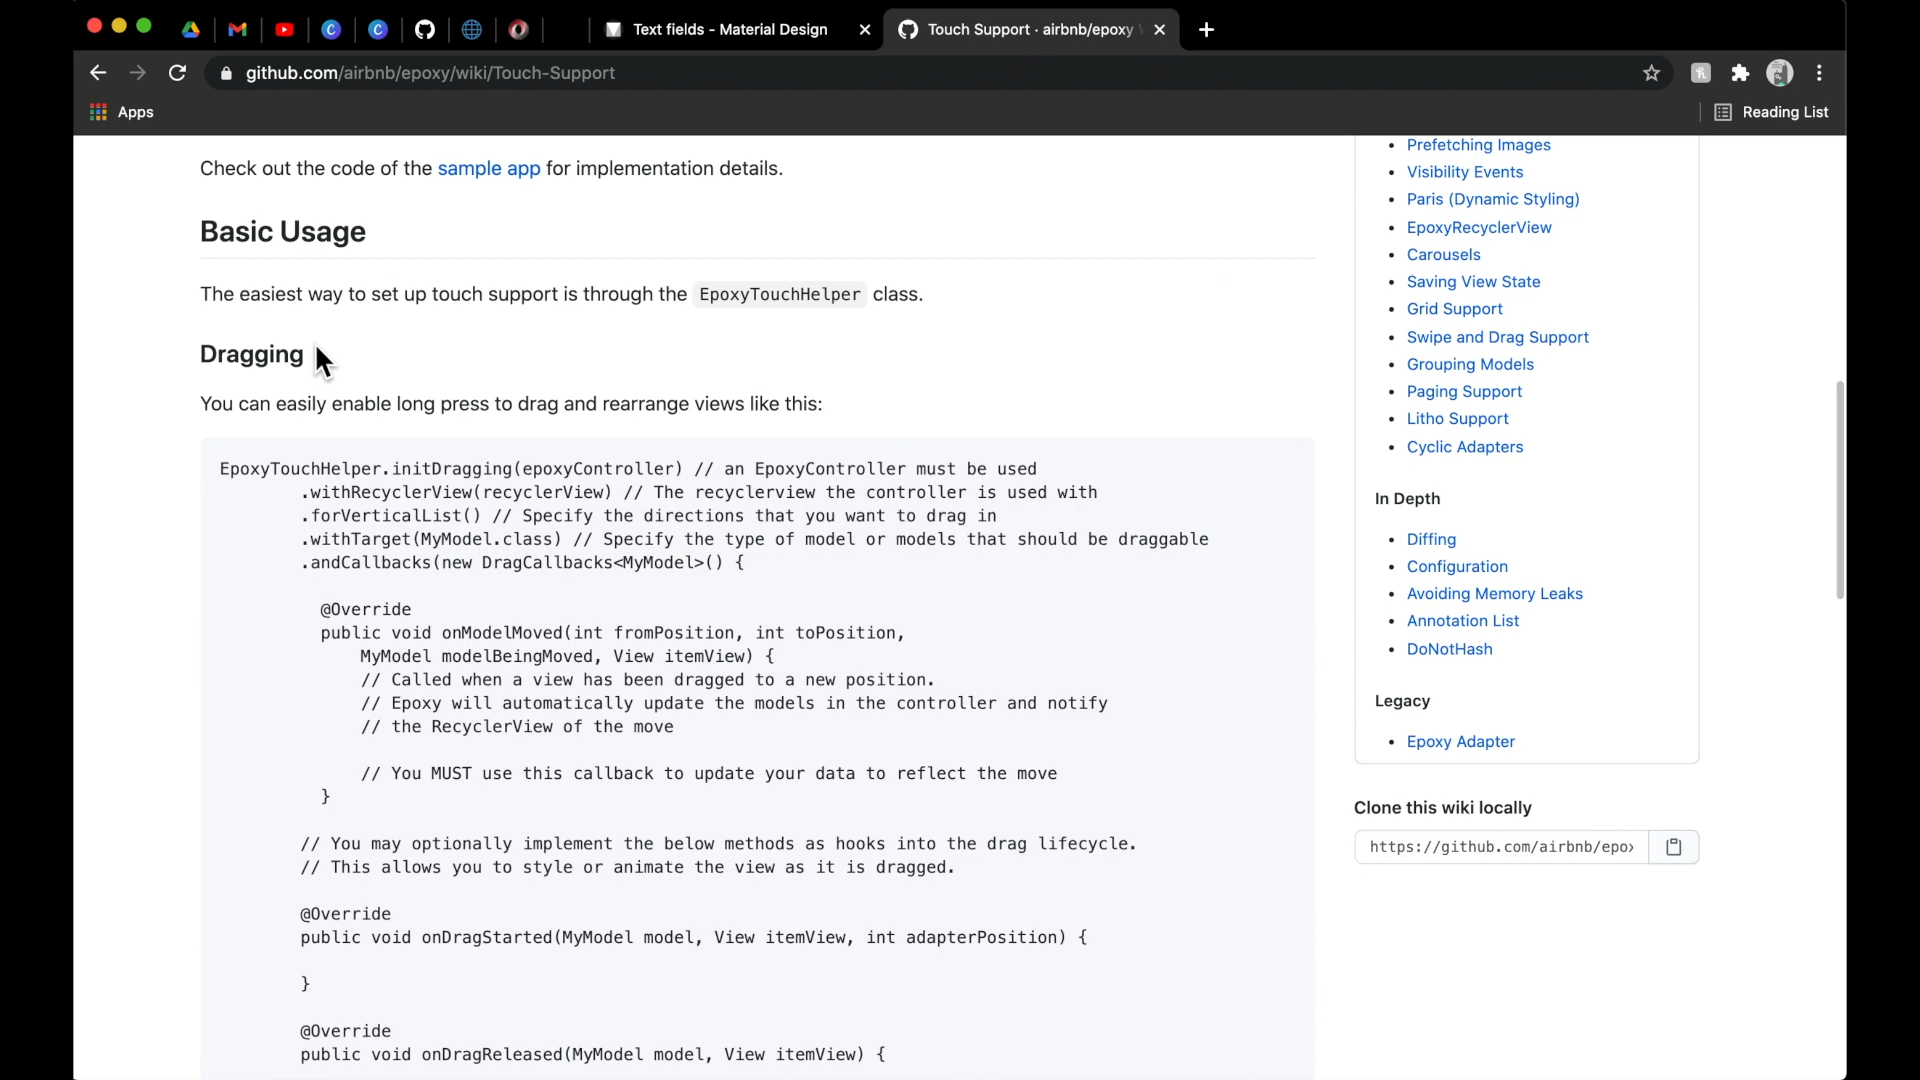 Text fields - Material Design
Touch Support · airbnb/epoxy
github.com/airbnb/epoxy/wiki/Touch-Support
Apps
Reading List
Check out the code of the sample app for implementation details.
Basic Usage
The easiest way to set up touch support is through the EpoxyTouchHelper class.
Dragging
You can easily enable long press to drag and rearrange views like this:
EpoxyTouchHelper.initDragging(epoxyController) // an EpoxyController must be used
.withRecyclerView(recyclerView) // The recyclerview the controller is used with
.forVerticalList() // Specify the directions that you want to drag in
.withTarget(MyModel.class) // Specify the type of model or models that should be draggable
.andCallbacks(new DragCallbacks<MyModel>() {
@Override
public void onModelMoved(int fromPosition, int toPosition,
MyModel modelBeingMoved, View itemView) {
// Called when a view has been dragged to a new position.
// Epoxy will automatically update the models in the controller and notify
// the RecyclerView of the move
// You MUST use this callback to update your data to reflect the move
}
// You may optionally implement the below methods as hooks into the drag lifecycle.
// This allows you to style or animate the view as it is dragged.
@Override
public void onDragStarted(MyModel model, View itemView, int adapterPosition) {
}
@Override
public void onDragReleased(MyModel model, View itemView) {
Prefetching Images
Visibility Events
Paris (Dynamic Styling)
EpoxyRecyclerView
Carousels
Saving View State
Grid Support
Swipe and Drag Support
Grouping Models
Paging Support
Litho Support
Cyclic Adapters
In Depth
Diffing
Configuration
Avoiding Memory Leaks
Annotation List
DoNotHash
Legacy
Epoxy Adapter
Clone this wiki locally
https://github.com/airbnb/epo